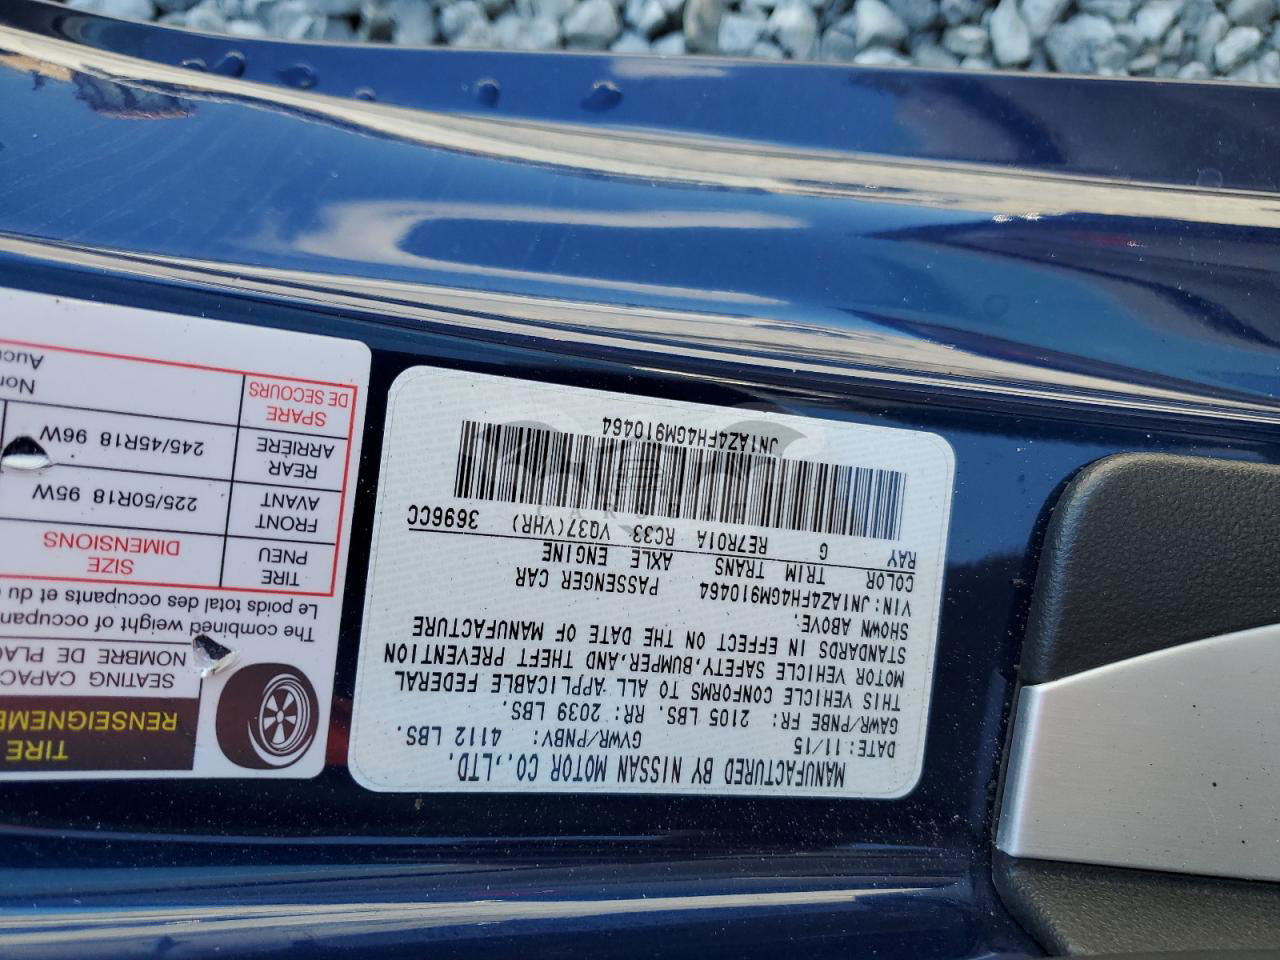 MANUFACTURED BY NISSAN MOTOR CO.,LTD.
DATE: 11/15 GVWR/PNBV: 4112 LBS.
GAWR/PNBE FR: 2105 LBS. RR: 2039 LBS.
THIS VEHICLE CONFORMS TO ALL APPLICABLE FEDERAL
MOTOR VEHICLE SAFETY,BUMPER,AND THEFT PREVENTION
STANDARDS IN EFFECT ON THE DATE OF MANUFACTURE
SHOWN ABOVE.
VIN:JN1AZ4FH4GM910464 PASSENGER CAR
COLOR TRIM TRANS AXLE ENGINE
RAY G RE7R01A RC33 VQ37(VHR) 3696CC
JN1AZ4FH4GM910464
TIRE
RENSEIGNEME
SEATING CAPAC
NOMBRE DE PLAC
The combined weight of occupan
Le poids total des occupants et du
TIRE SIZE
PNEU DIMENSIONS
FRONT
AVANT 225/50R18 95W
REAR
ARRIÈRE 245/45R18 96W
SPARE
DE SECOURS
Non
Aucu